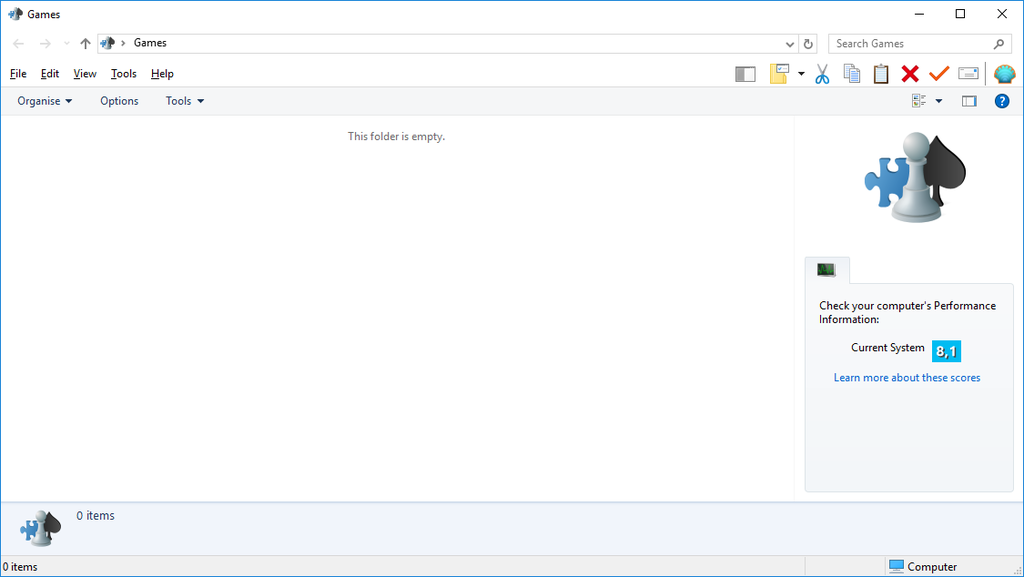 Games
Games
Search Games
File Edit View Tools Help
Organise Options Tools
This folder is empty.
Check your computer's Performance
Information:
Current System 8,1
Learn more about these scores
0 items
0 items
Computer